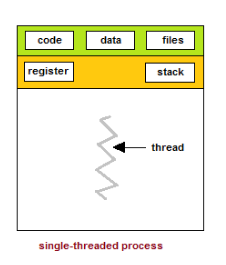 code data files
register stack
thread
single-threaded process